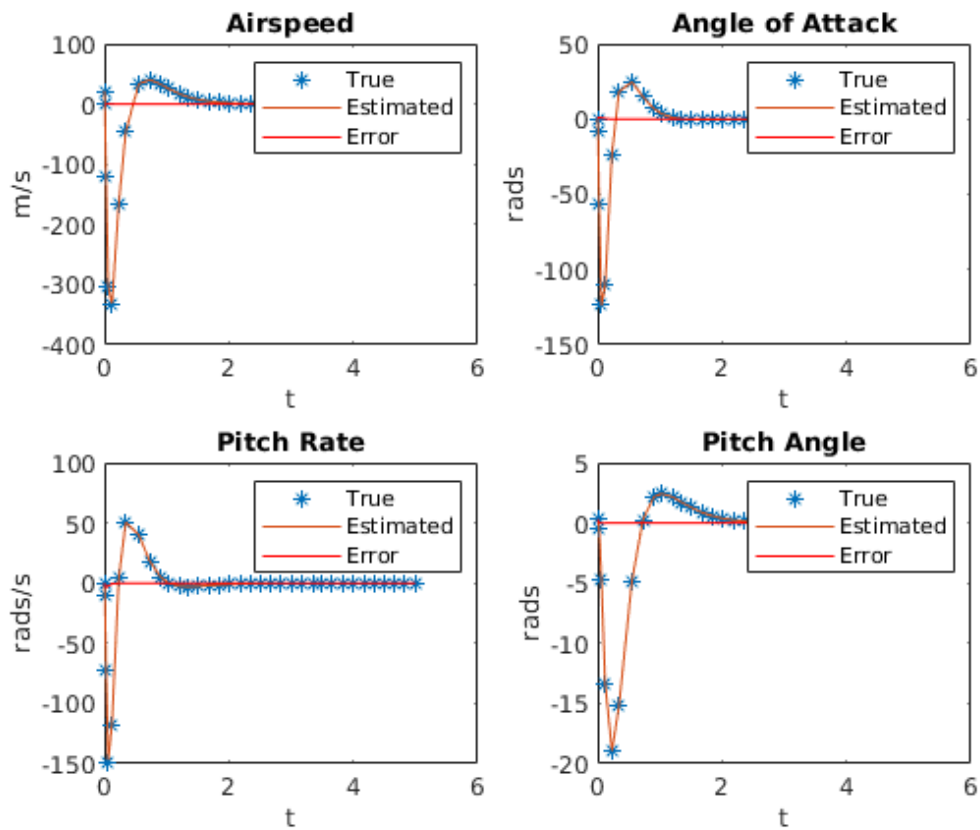 Airspeed
100
0
-100
-200
-300
-400
m/s
0 2 4 6
t
True
Estimated
Error
Angle of Attack
50
0
-50
-100
-150
rads
0 2 4 6
t
True
Estimated
Error
Pitch Rate
100
50
0
-50
-100
-150
rads/s
0 2 4 6
t
True
Estimated
Error
Pitch Angle
5
0
-5
-10
-15
-20
rads
0 2 4 6
t
True
Estimated
Error